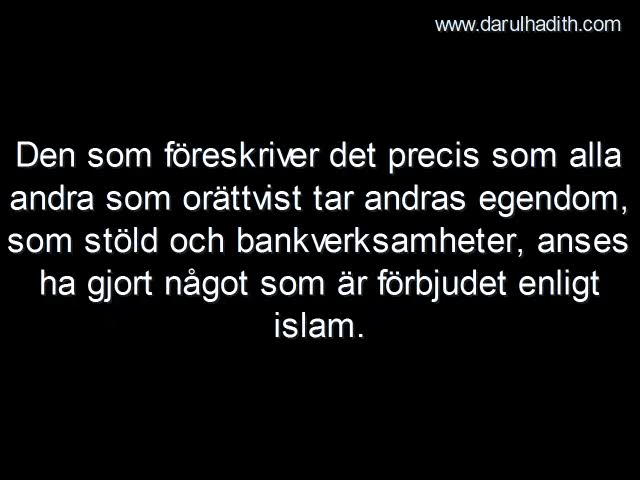 www.darulhadith.com
Den som föreskriver det precis som alla
andra som orättvist tar andras egendom,
som stöld och bankverksamheter, anses
ha gjort något som är förbjudet enligt
islam.